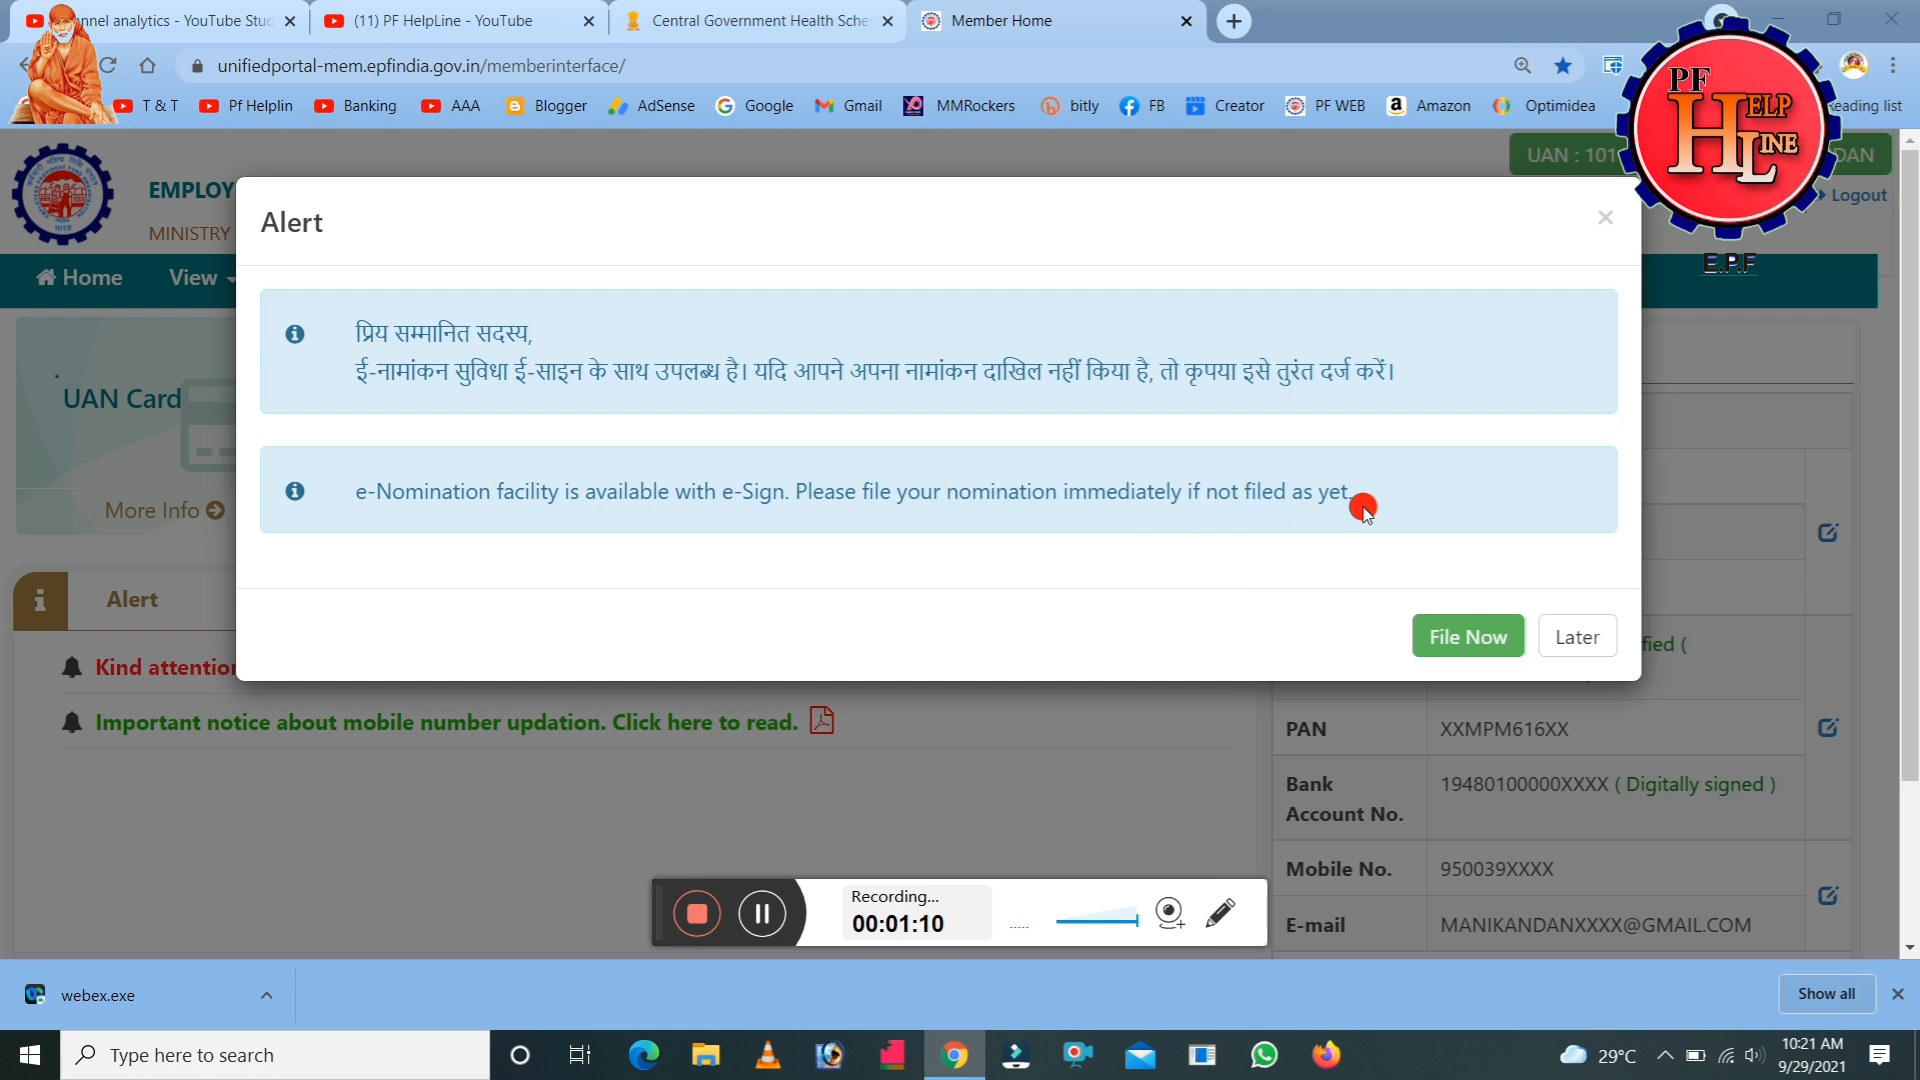 nnel analytics - YouTube Stud
(11) PF HelpLine - YouTube
Central Government Health Sche
Member Home
unifiedportal-mem.epfindia.gov.in/memberinterface/
T & T
Pf Helplin
Banking
AAA
Blogger
AdSense
Google
Gmail
MMRockers
bitly
FB
Creator
PF WEB
Amazon
Optimidea
eading list
PF
HELP
LINE
E.P.F
UAN : 101
DAN
Logout
EMPLOY
MINISTRY
Home
View
Alert
प्रिय सम्मानित सदस्य,
ई-नामांकन सुविधा ई-साइन के साथ उपलब्ध है। यदि आपने अपना नामांकन दाखिल नहीं किया है, तो कृपया इसे तुरंत दर्ज करें।
e-Nomination facility is available with e-Sign. Please file your nomination immediately if not filed as yet.
File Now
Later
UAN Card
More Info
Alert
Kind attention
Important notice about mobile number updation. Click here to read.
fied (
PAN
XXMPM616XX
Bank
Account No.
19480100000XXXX ( Digitally signed )
Mobile No.
950039XXXX
E-mail
MANIKANDANXXXX@GMAIL.COM
Recording...
00:01:10
webex.exe
Show all
Type here to search
29°C
10:21 AM
9/29/2021